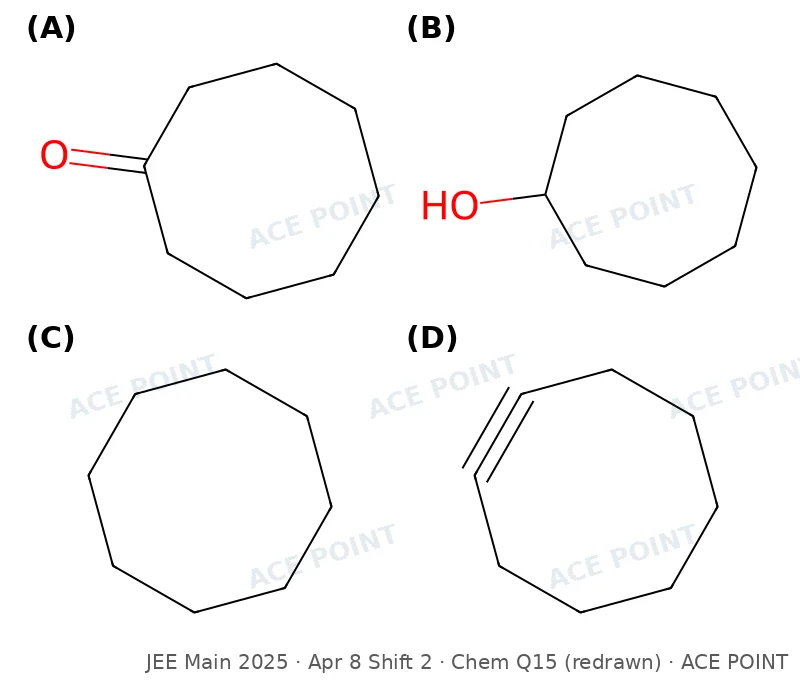 (A) (B)
O
HO
ACE POINT ACE POINT
(C) (D)
ACE POINT ACE POINT ACE POINT
ACE POINT ACE POINT
JEE Main 2025 · Apr 8 Shift 2 · Chem Q15 (redrawn) · ACE POINT